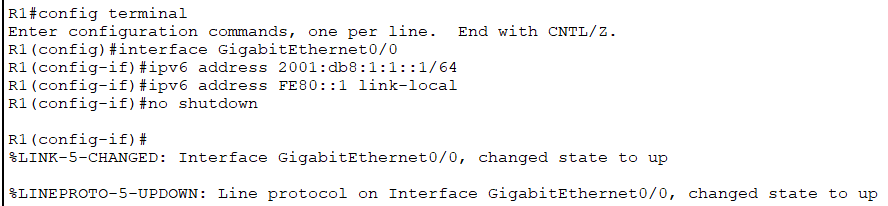 R1#config terminal
Enter configuration commands, one per line.  End with CNTL/Z.
R1(config)#interface GigabitEthernet0/0
R1(config-if)#ipv6 address 2001:db8:1:1::1/64
R1(config-if)#ipv6 address FE80::1 link-local
R1(config-if)#no shutdown
R1(config-if)#
%LINK-5-CHANGED: Interface GigabitEthernet0/0, changed state to up
%LINEPROTO-5-UPDOWN: Line protocol on Interface GigabitEthernet0/0, changed state to up